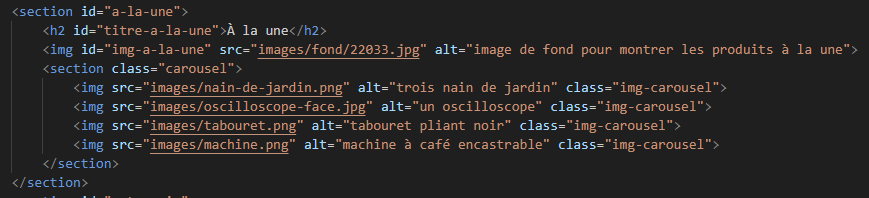 <section id="a-la-une">
<h2 id="titre-a-la-une">À la une</h2>
<img id="img-a-la-une" src="images/fond/22033.jpg" alt="image de fond pour montrer les produits à la une">
<section class="carousel">
<img src="images/nain-de-jardin.png" alt="trois nain de jardin" class="img-carousel">
<img src="images/oscilloscope-face.jpg" alt="un oscilloscope" class="img-carousel">
<img src="images/tabouret.png" alt="tabouret pliant noir" class="img-carousel">
<img src="images/machine.png" alt="machine à café encastrable" class="img-carousel">
</section>
</section>